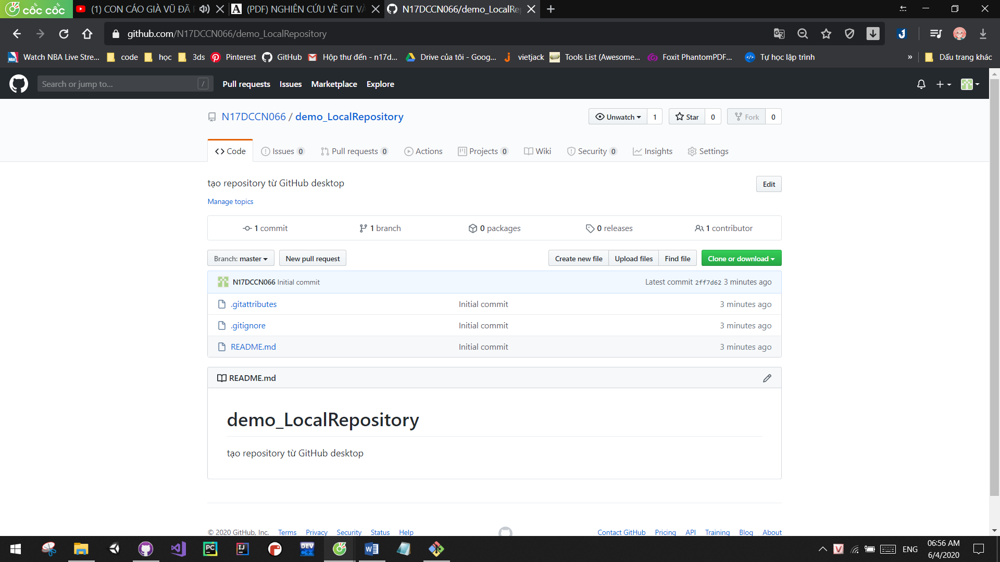 cốc cốc (1) CON CÁO GIÀ VŨ ĐÃ (PDF) NGHIÊN CỨU VỀ GIT VÀ N17DCCN066/demo_LocalRe
github.com/N17DCCN066/demo_LocalRepository
Watch NBA Live Stre... code học 3ds Pinterest GitHub Hộp thư đến - n17d... Drive của tôi - Goog... vietjack Tools List (Awesome... Foxit PhantomPDF... Tự học lập trình » Dấu trang khác
Search or jump to... / Pull requests Issues Marketplace Explore
N17DCCN066 / demo_LocalRepository Unwatch 1 Star 0 Fork 0
Code Issues 0 Pull requests 0 Actions Projects 0 Wiki Security 0 Insights Settings
tạo repository từ GitHub desktop Edit
Manage topics
1 commit 1 branch 0 packages 0 releases 1 contributor
Branch: master New pull request Create new file Upload files Find file Clone or download
N17DCCN066 Initial commit Latest commit 2ff7d62 3 minutes ago
.gitattributes Initial commit 3 minutes ago
.gitignore Initial commit 3 minutes ago
README.md Initial commit 3 minutes ago
README.md
demo_LocalRepository
tạo repository từ GitHub desktop
© 2020 GitHub, Inc. Terms Privacy Security Status Help Contact GitHub Pricing API Training Blog About
PC IJ DEV C++ W V ENG 06:56 AM
6/4/2020